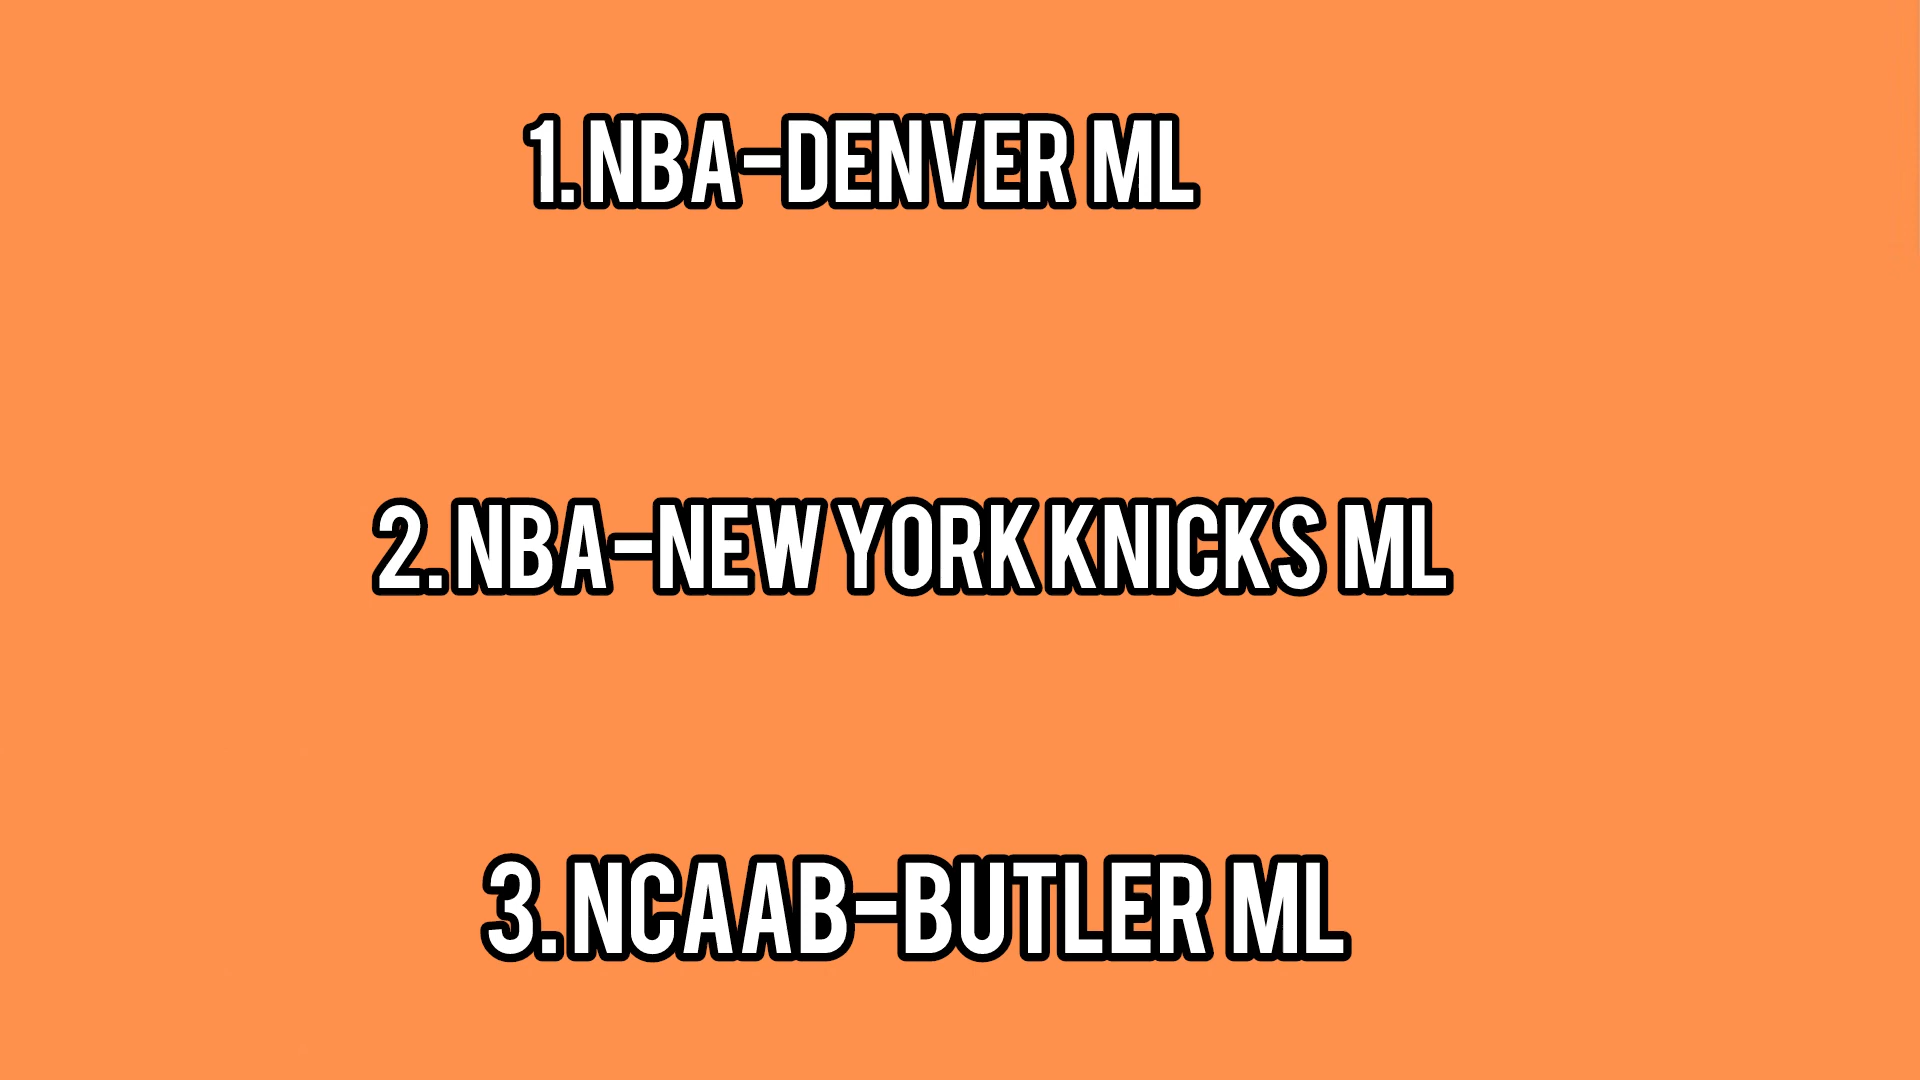 1. NBA-DENVER ML
2. NBA-NEW YORK KNICKS ML
3. NCAAB-BUTLER ML